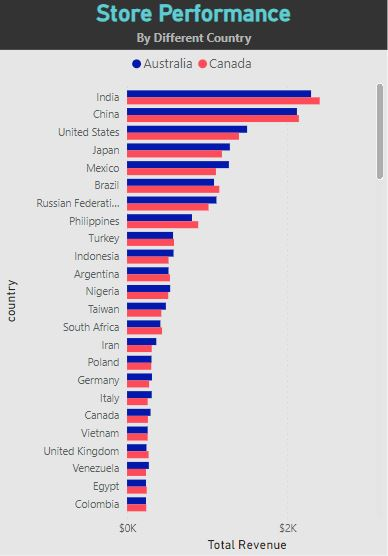 Store Performance
By Different Country
Australia Canada
India
China
United States
Japan
Mexico
Brazil
Russian Federati...
Philippines
Turkey
Indonesia
Argentina
Nigeria
Taiwan
South Africa
Iran
Poland
Germany
Italy
Canada
Vietnam
United Kingdom
Venezuela
Egypt
Colombia
country
$0K $2K
Total Revenue